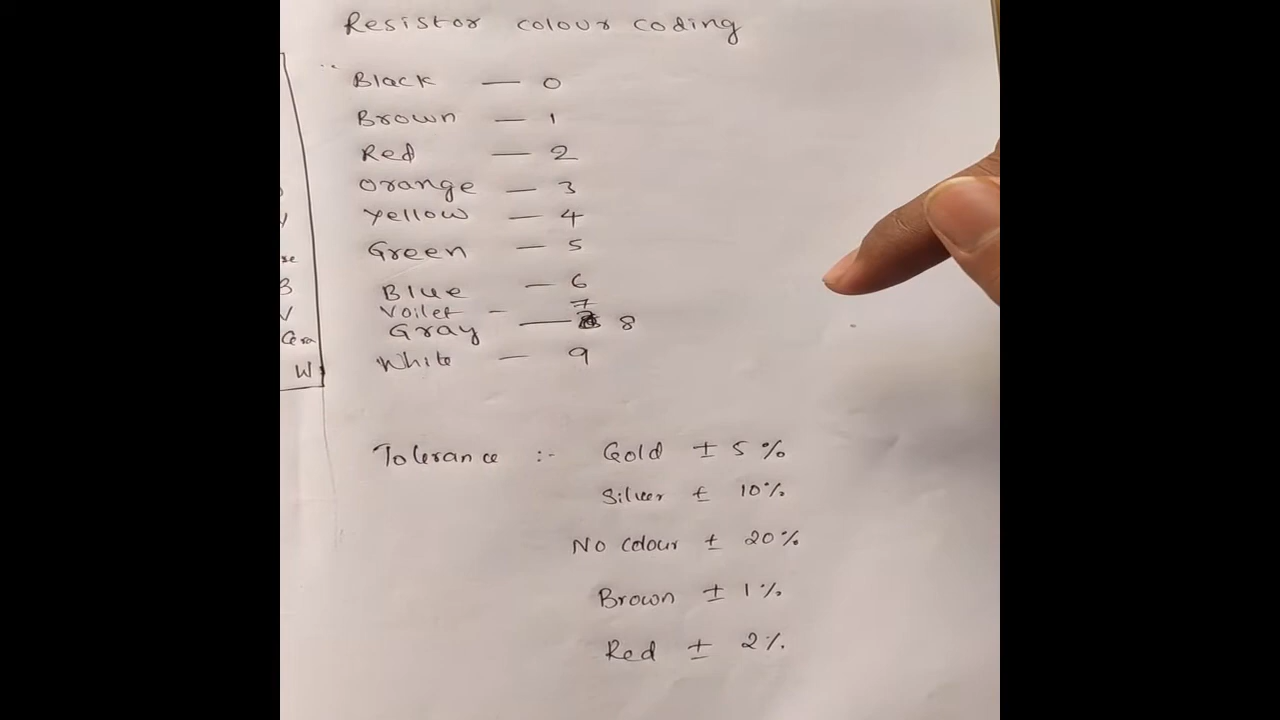 Resistor colour coding
Black — 0
Brown — 1
Red — 2
Orange — 3
Yellow — 4
Green — 5
Blue — 6
Voilet - 7
Gray — 8
White — 9
Tolerance :- Gold ± 5%
Silver ± 10%
No colour ± 20%
Brown ± 1%
Red ± 2%.
B
V
W